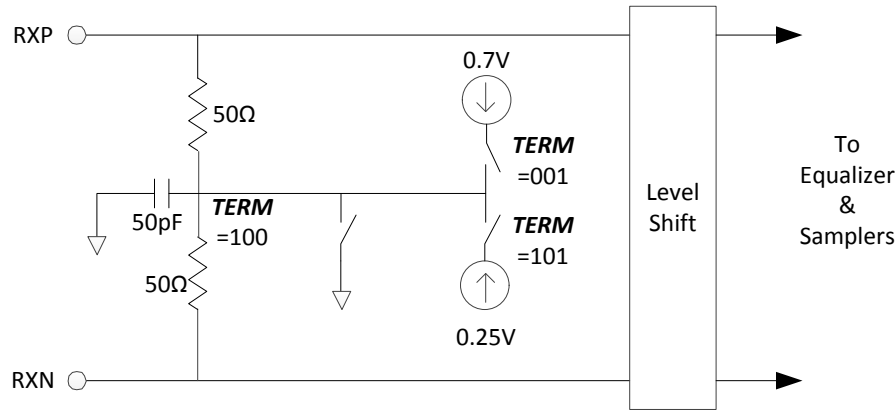 RXP
0.7V
50Ω
TERM
=001
To
Equalizer
&
Samplers
Level
Shift
50pF
TERM
=100
TERM
=101
50Ω
0.25V
RXN